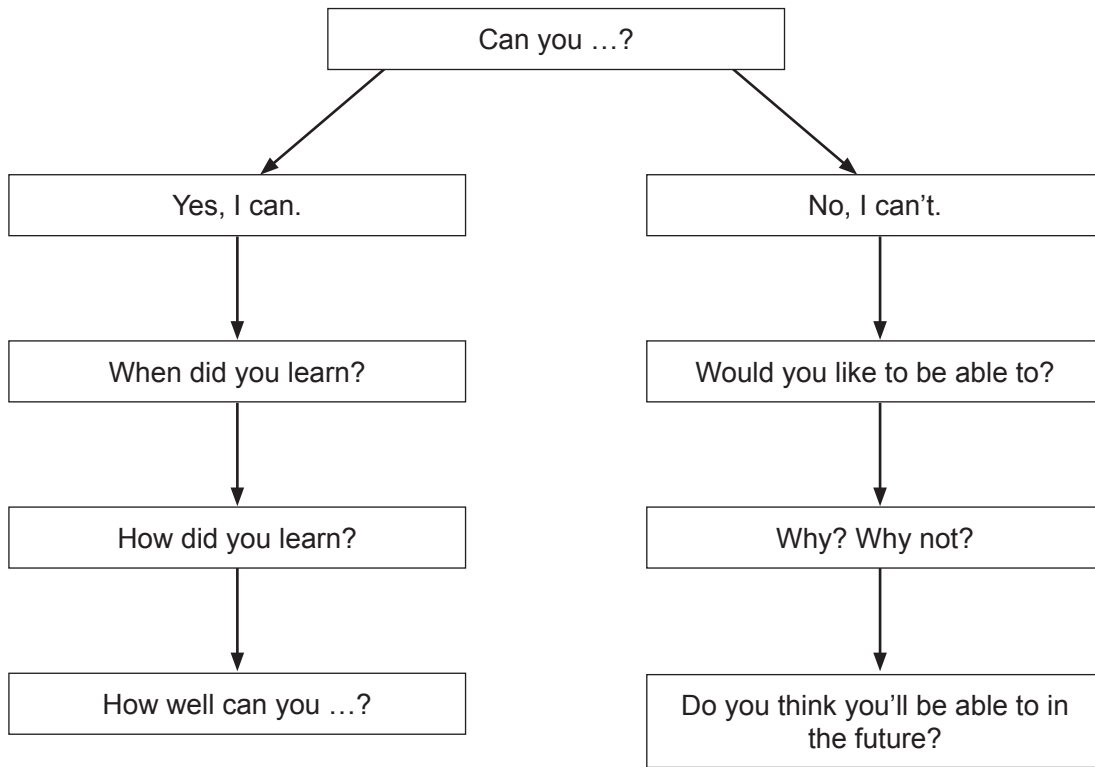 Can you …?
Yes, I can.
No, I can’t.
When did you learn?
Would you like to be able to?
How did you learn?
Why? Why not?
How well can you …?
Do you think you’ll be able to in
the future?